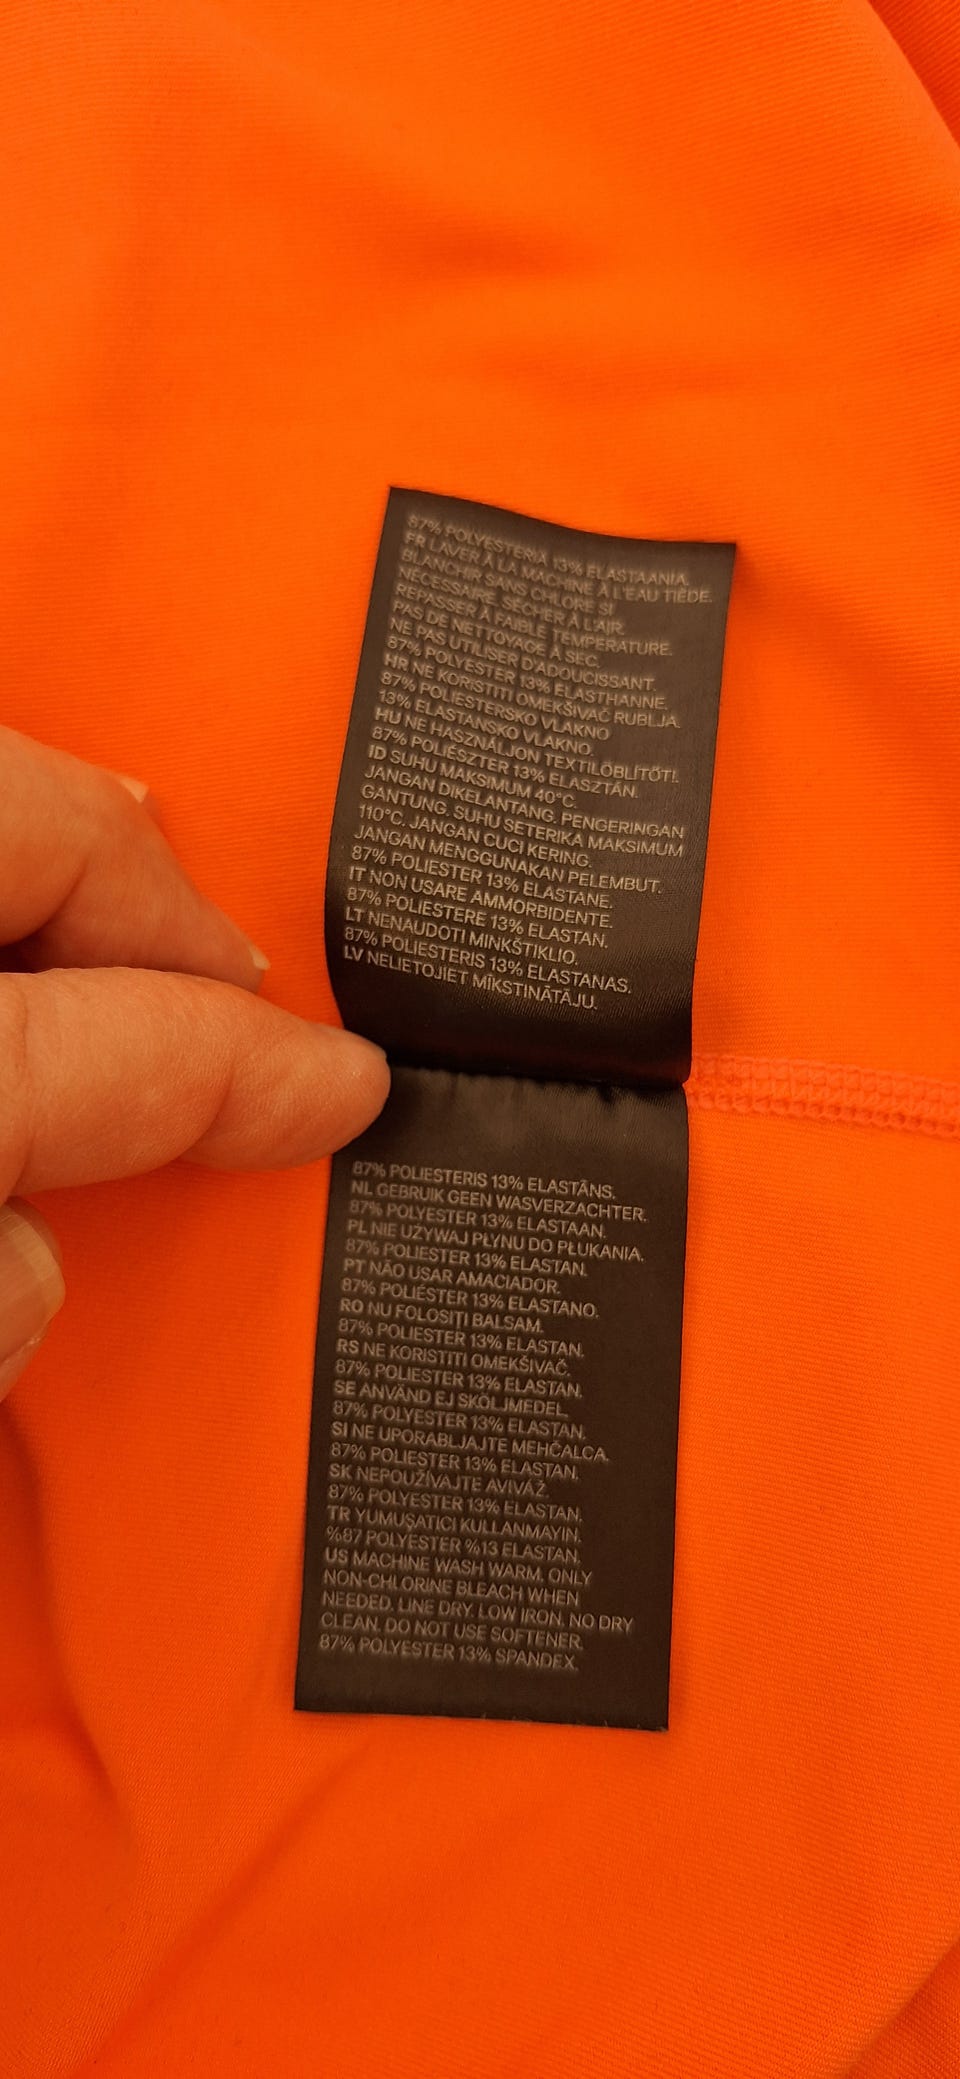 87% POLYESTERIÄ 13% ELASTAANIA.
FR LAVER À LA MACHINE À L'EAU TIÈDE.
BLANCHIR SANS CHLORE SI
NÉCESSAIRE. SÉCHER À L'AIR.
REPASSER À FAIBLE TEMPERATURE.
PAS DE NETTOYAGE À SEC.
NE PAS UTILISER D'ADOUCISSANT.
87% POLYESTER 13% ELASTHANNE.
HR NE KORISTITI OMEKŠIVAČ RUBLJA.
87% POLIESTERSKO VLAKNO
13% ELASTANSKO VLAKNO.
HU NE HASZNÁLJON TEXTILÖBLÍTŐT!.
87% POLIÉSZTER 13% ELASZTÁN.
ID SUHU MAKSIMUM 40°C.
JANGAN DIKELANTANG. PENGERINGAN
GANTUNG. SUHU SETERIKA MAKSIMUM
110°C. JANGAN CUCI KERING.
JANGAN MENGGUNAKAN PELEMBUT.
87% POLIESTER 13% ELASTANE.
IT NON USARE AMMORBIDENTE.
87% POLIESTERE 13% ELASTAN.
LT NENAUDOTI MINKŠTIKLIO.
87% POLIESTERIS 13% ELASTANAS.
LV NELIETOJIET MĪKSTINĀTĀJU.
87% POLIESTERIS 13% ELASTĀNS.
NL GEBRUIK GEEN WASVERZACHTER.
87% POLYESTER 13% ELASTAAN.
PL NIE UŻYWAJ PŁYNU DO PŁUKANIA.
87% POLIESTER 13% ELASTAN.
PT NÃO USAR AMACIADOR.
87% POLIÉSTER 13% ELASTANO.
RO NU FOLOSIȚI BALSAM.
87% POLIESTER 13% ELASTAN.
RS NE KORISTITI OMEKŠIVAČ.
87% POLIESTER 13% ELASTAN.
SE ANVÄND EJ SKÖLJMEDEL.
87% POLYESTER 13% ELASTAN.
SI NE UPORABLJAJTE MEHČALCA.
87% POLIESTER 13% ELASTAN.
SK NEPOUŽÍVAJTE AVIVÁŽ.
87% POLYESTER 13% ELASTAN.
TR YUMUŞATICI KULLANMAYIN.
%87 POLYESTER %13 ELASTAN.
US MACHINE WASH WARM. ONLY
NON-CHLORINE BLEACH WHEN
NEEDED. LINE DRY. LOW IRON. NO DRY
CLEAN. DO NOT USE SOFTENER.
87% POLYESTER 13% SPANDEX.